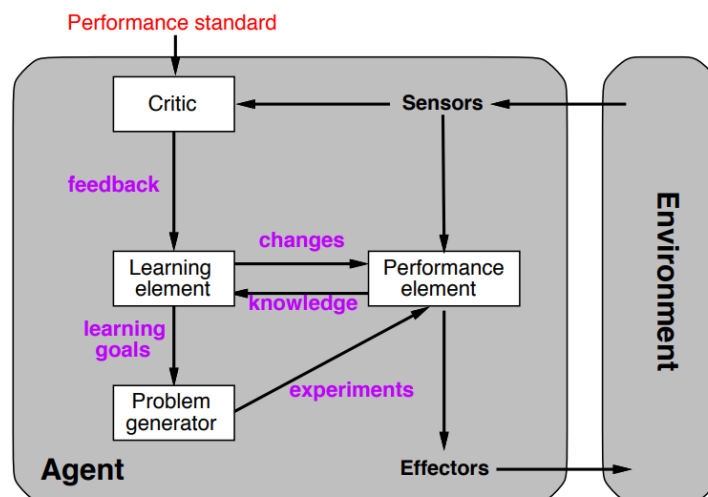 Performance standard
Critic
Sensors
feedback
changes
Learning
element
Performance
element
knowledge
learning
goals
experiments
Problem
generator
Agent
Effectors
Environment